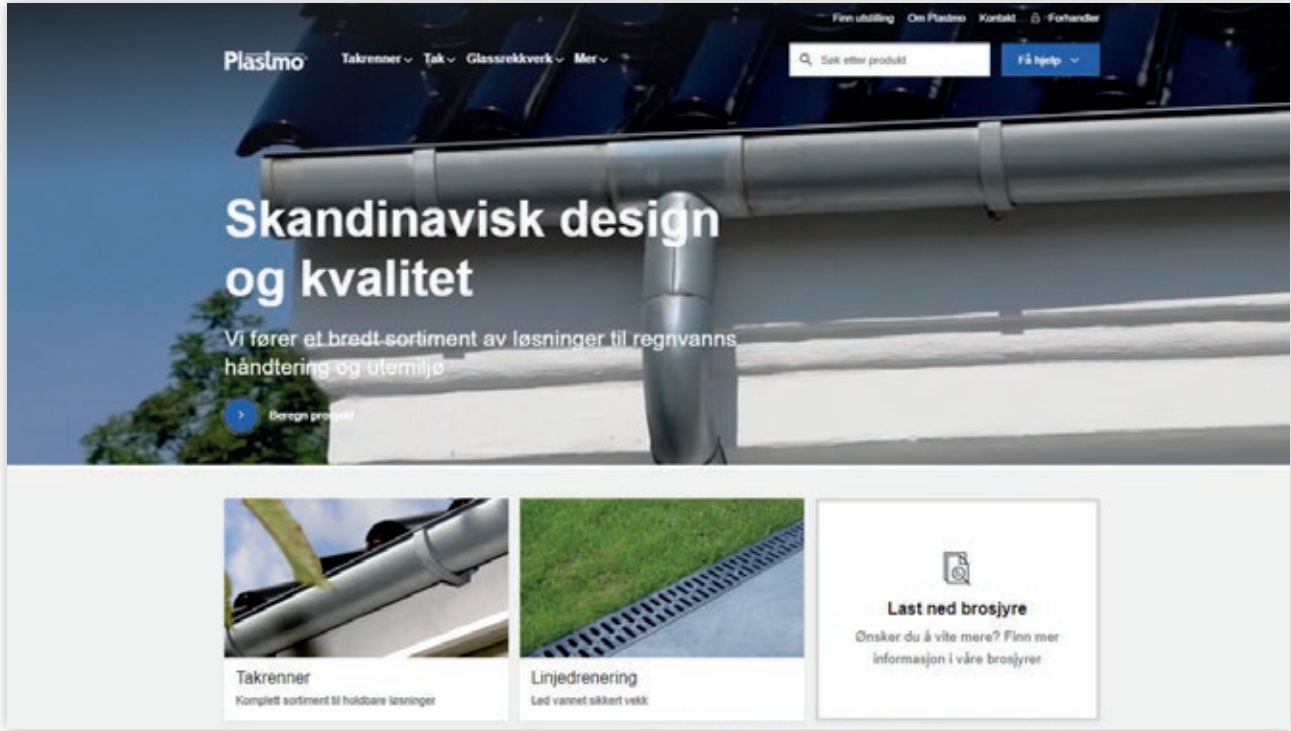 Finn utstilling Om Plastmo Kontakt Forhandler
Plastmo Takrenner Tak Glassrekkverk Mer Søk etter produkt Få hjelp
Skandinavisk design
og kvalitet
Vi fører et bredt sortiment av løsninger til regnvanns
håndtering og utemiljø
Beregn prosjekt
Takrenner
Komplett sortiment til holdbare løsninger
Linjedrenering
Led vannet sikkert vekk
Last ned brosjyre
Ønsker du å vite mere? Finn mer
informasjon i våre brosjyrer